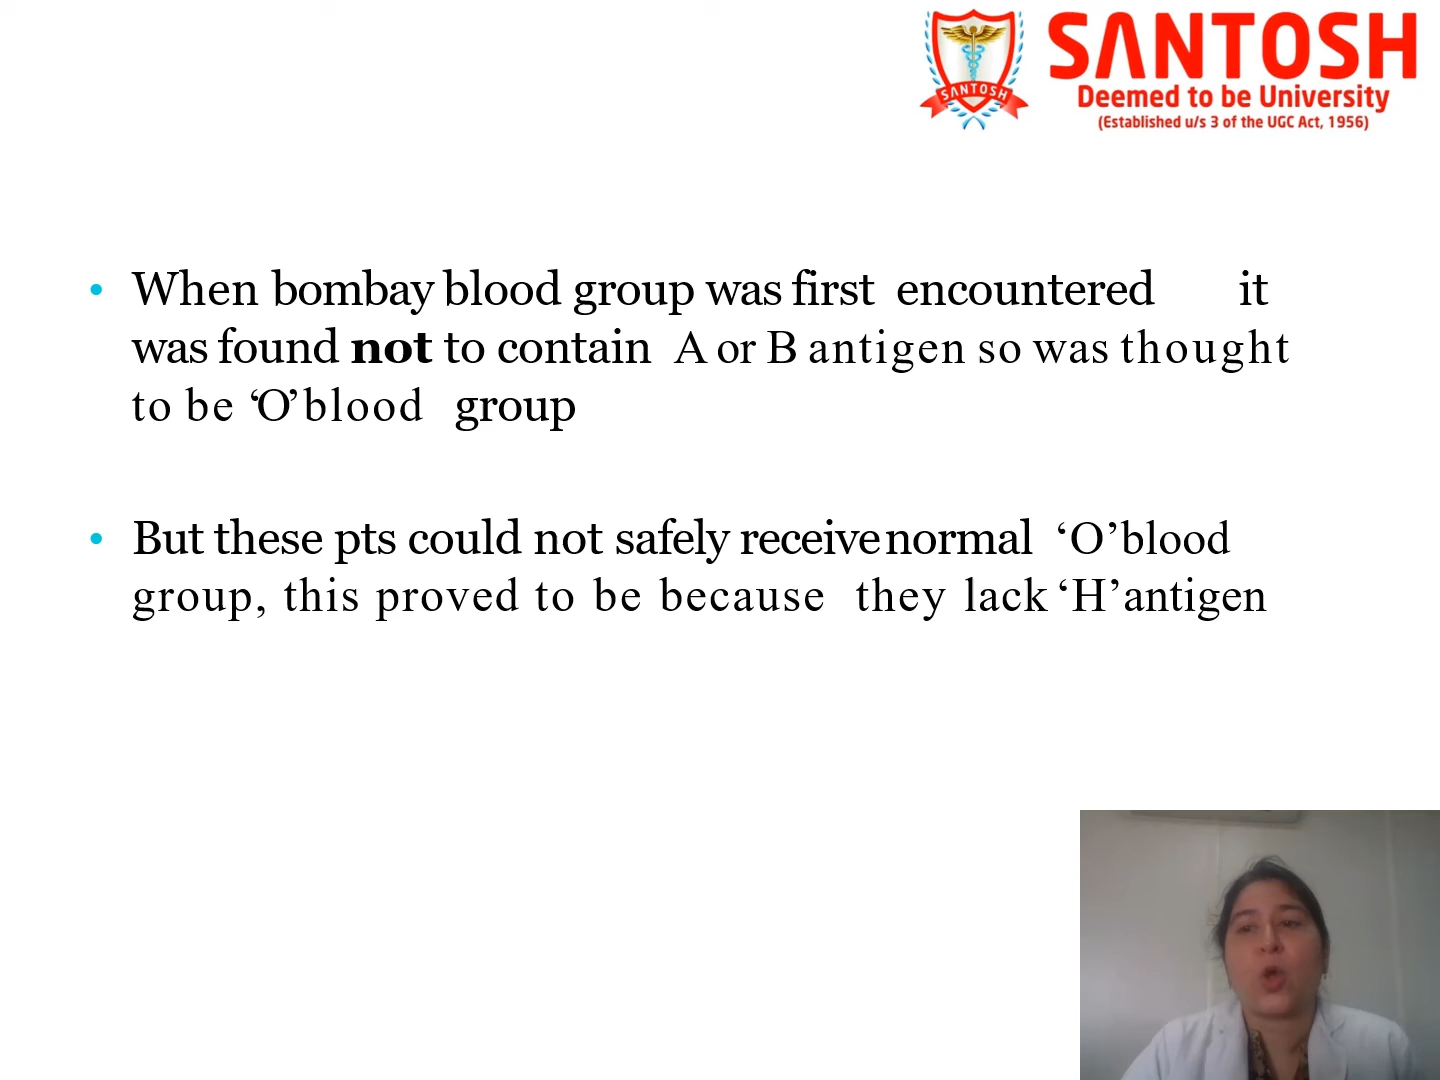 SANTOSH
SANTOSH
Deemed to be University
(Established u/s 3 of the UGC Act, 1956)
• When bombay blood group was first encountered it
was found not to contain A or B antigen so was thought
to be ‘O’ blood group
• But these pts could not safely receive normal ‘O’blood
group, this proved to be because they lack ‘H’antigen